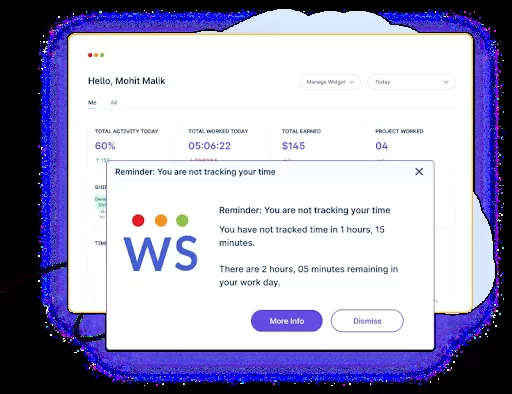 Hello, Mohit Malik
Manage Widget
Today
Me
All
TOTAL ACTIVITY TODAY
TOTAL WORKED TODAY
TOTAL EARNED
PROJECT WORKED
60%
05:06:22
$145
04
Reminder: You are not tracking your time
WS
Reminder: You are not tracking your time
You have not tracked time in 1 hours, 15
minutes.
There are 2 hours, 05 minutes remaining in
your work day.
More Info
Dismiss